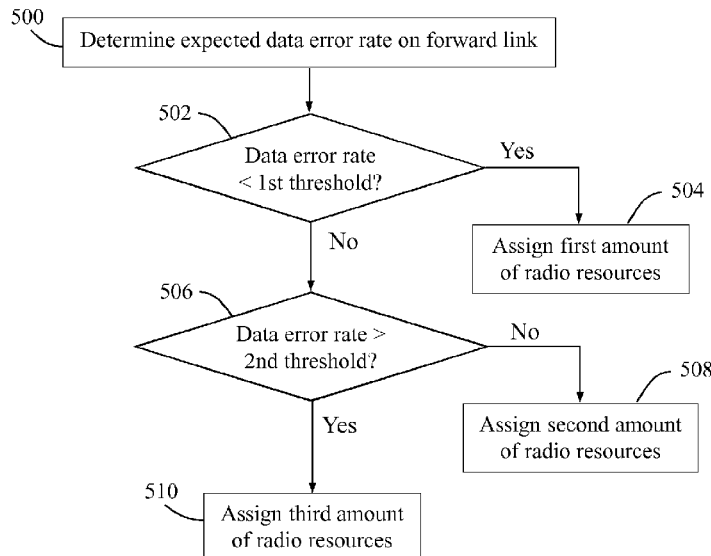 500
Determine expected data error rate on forward link
502
Data error rate
< 1st threshold?
Yes
504
Assign first amount
of radio resources
No
506
Data error rate >
2nd threshold?
No
508
Assign second amount
of radio resources
Yes
510
Assign third amount
of radio resources